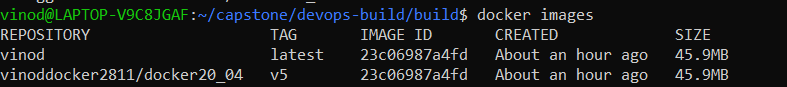 vinod@LAPTOP-V9C8JGAF:~/capstone/devops-build/build$ docker images
REPOSITORY TAG IMAGE ID CREATED SIZE
vinod latest 23c06987a4fd About an hour ago 45.9MB
vinoddocker2811/docker20_04 v5 23c06987a4fd About an hour ago 45.9MB